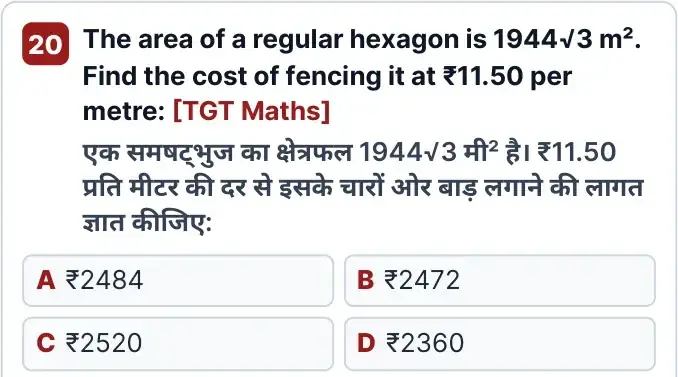 20 The area of a regular hexagon is 1944√3 m².
Find the cost of fencing it at ₹11.50 per
metre: [TGT Maths]
एक समषट्भुज का क्षेत्रफल 1944√3 मी² है। ₹11.50
प्रति मीटर की दर से इसके चारों ओर बाड़ लगाने की लागत
ज्ञात कीजिए:
A ₹2484
B ₹2472
C ₹2520
D ₹2360